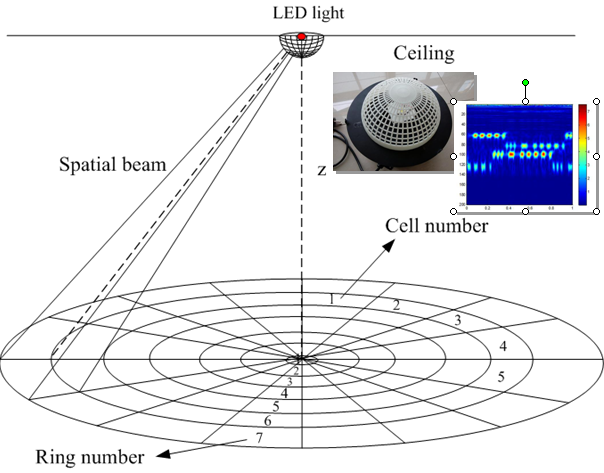 LED light
Ceiling
Spatial beam
z
Cell number
1
2
3
4
5
2
3
4
5
6
7
Ring number